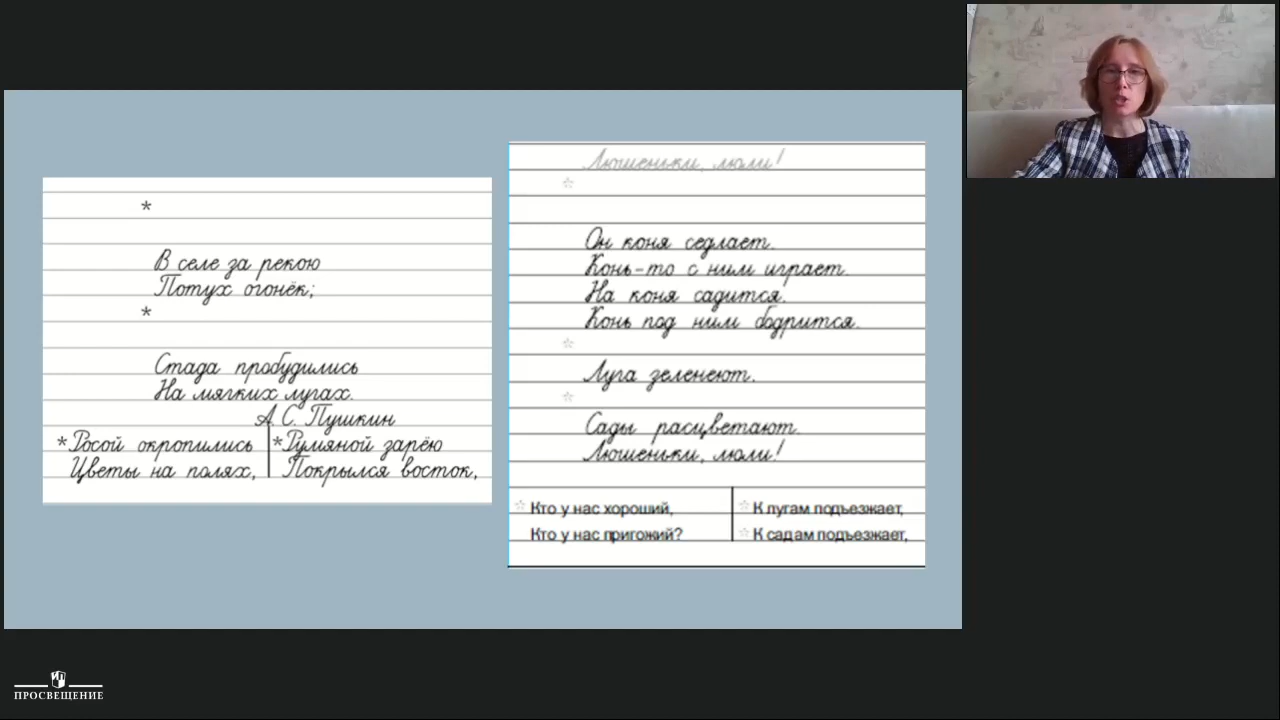 *
В селе за рекою
Потух огонёк;
*
Стада пробудились
На мягких лугах.
А.С. Пушкин
*Росой окропились
Цветы на полях,
*Румяной зарёю
Покрылся восток,
Люшеньки, люли!
☆
Он коня седлает.
Конь-то с ним играет.
На коня садится.
Конь под ним бодрится.
☆
Луга зеленеют.
☆
Сады расцветают.
Люшеньки, люли!
☆ Кто у нас хороший,
Кто у нас пригожий?
☆ К лугам подъезжает,
☆ К садам подъезжает,
ПРОСВЕЩЕНИЕ